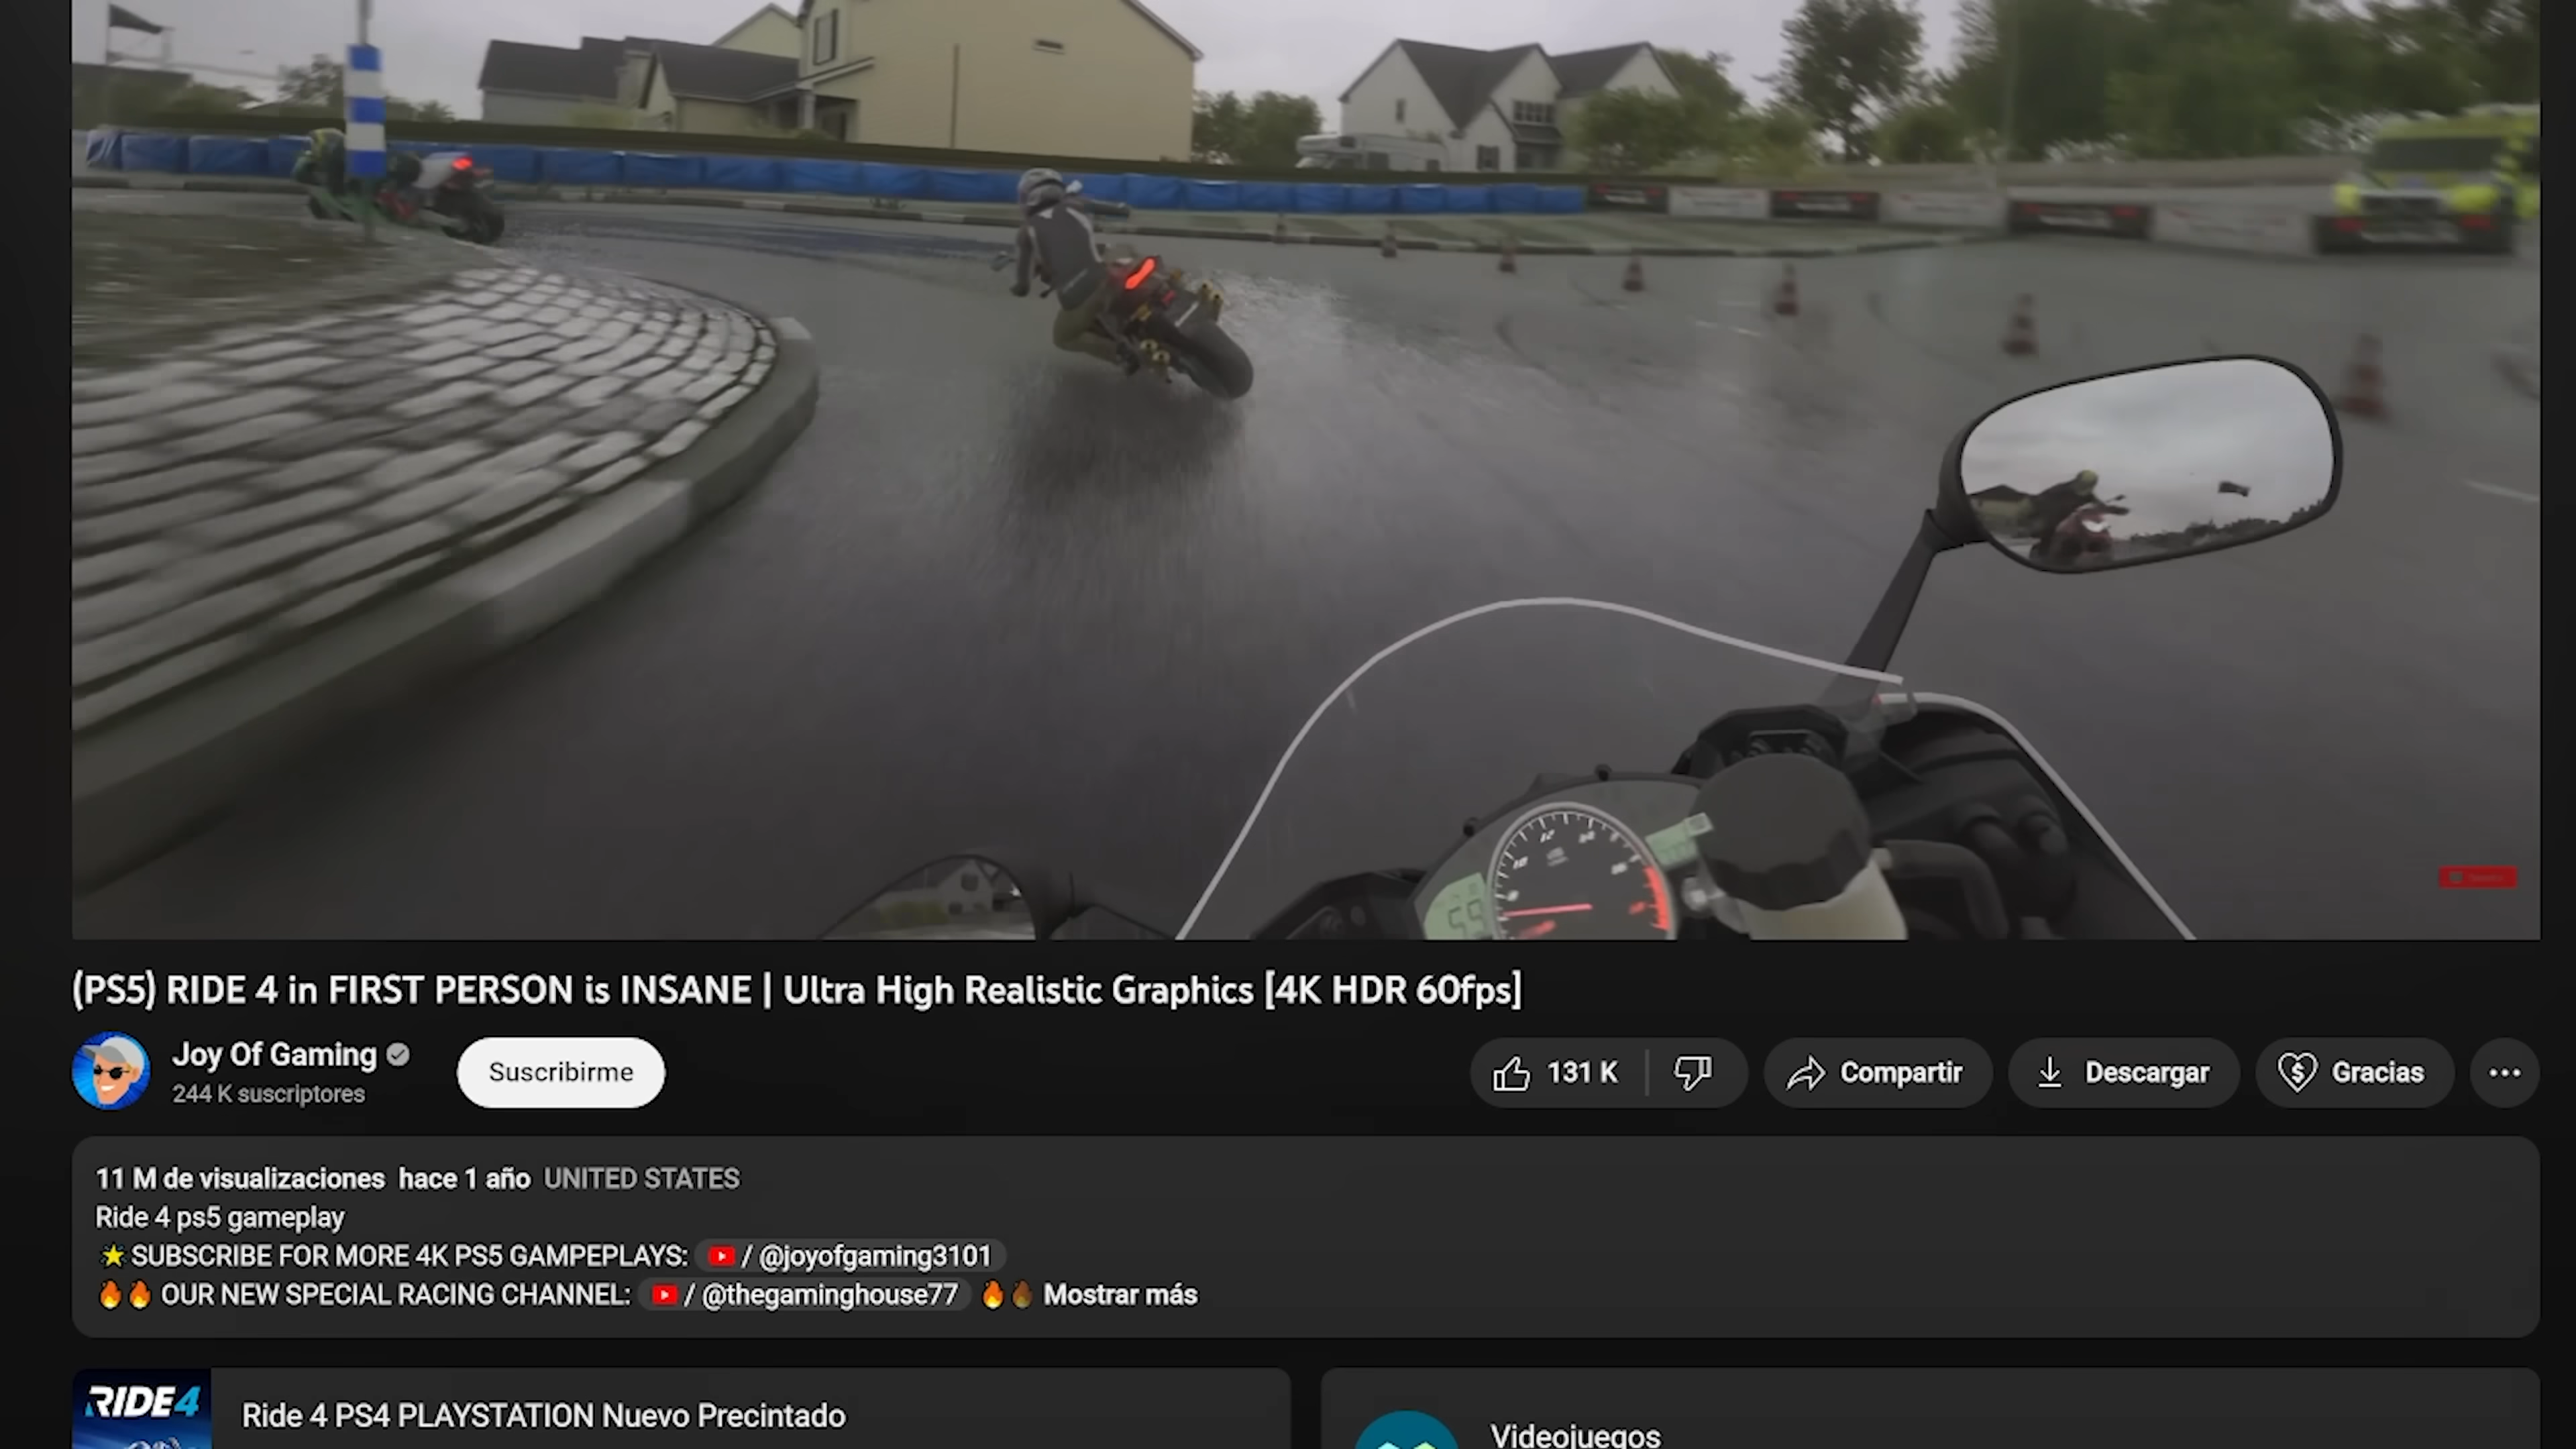 59
(PS5) RIDE 4 in FIRST PERSON is INSANE | Ultra High Realistic Graphics [4K HDR 60fps]
Joy Of Gaming
244 K suscriptores
Suscribirme
131 K
Compartir
Descargar
Gracias
11 M de visualizaciones hace 1 año UNITED STATES
Ride 4 ps5 gameplay
SUBSCRIBE FOR MORE 4K PS5 GAMPEPLAYS: / @joyofgaming3101
OUR NEW SPECIAL RACING CHANNEL: / @thegaminghouse77 Mostrar más
RIDE 4
Ride 4 PS4 PLAYSTATION Nuevo Precintado
Videojuegos